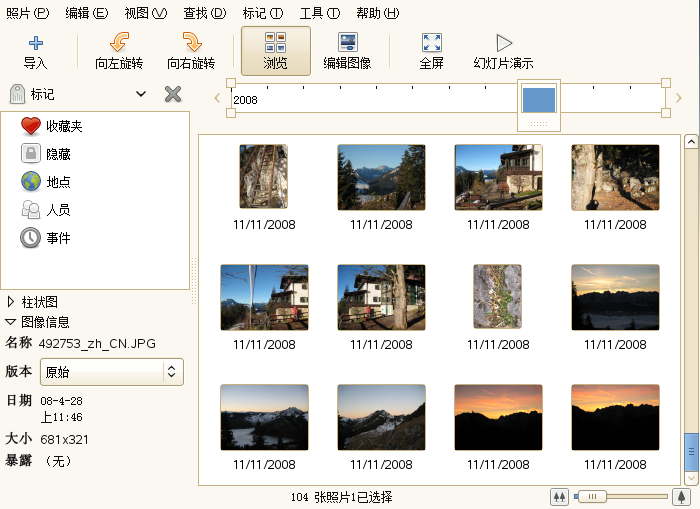 照片(P) 编辑(E) 视图(V) 查找(D) 标记(T) 工具(T) 帮助(H)
导入 向左旋转 向右旋转 浏览 编辑图像 全屏 幻灯片演示
标记
2008
收藏夹
隐藏
地点
人员
事件
柱状图
图像信息
名称 492753_zh_CN.JPG
版本 原始
日期 08-4-28
上11:46
大小 681x321
暴露 （无）
11/11/2008 11/11/2008 11/11/2008 11/11/2008
11/11/2008 11/11/2008 11/11/2008 11/11/2008
11/11/2008 11/11/2008 11/11/2008 11/11/2008
104 张照片1已选择